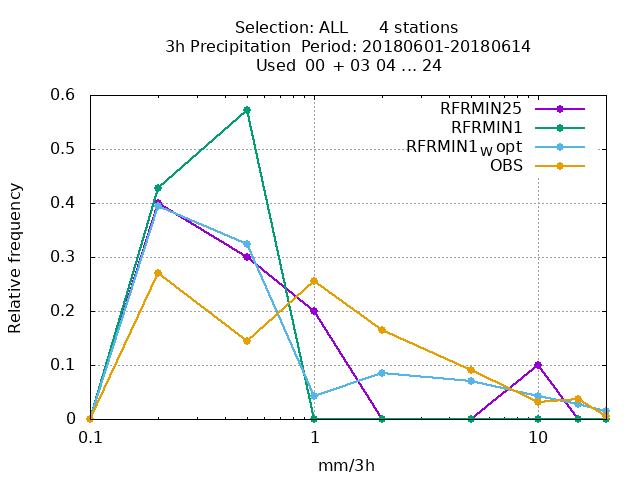 Selection: ALL 4 stations
3h Precipitation Period: 20180601-20180614
Used 00 + 03 04 ... 24
0.6
0.5
0.4
0.3
0.2
0.1
0
Relative frequency
RFRMIN25
RFRMIN1
RFRMIN1_W opt
OBS
0.1 1 10
mm/3h